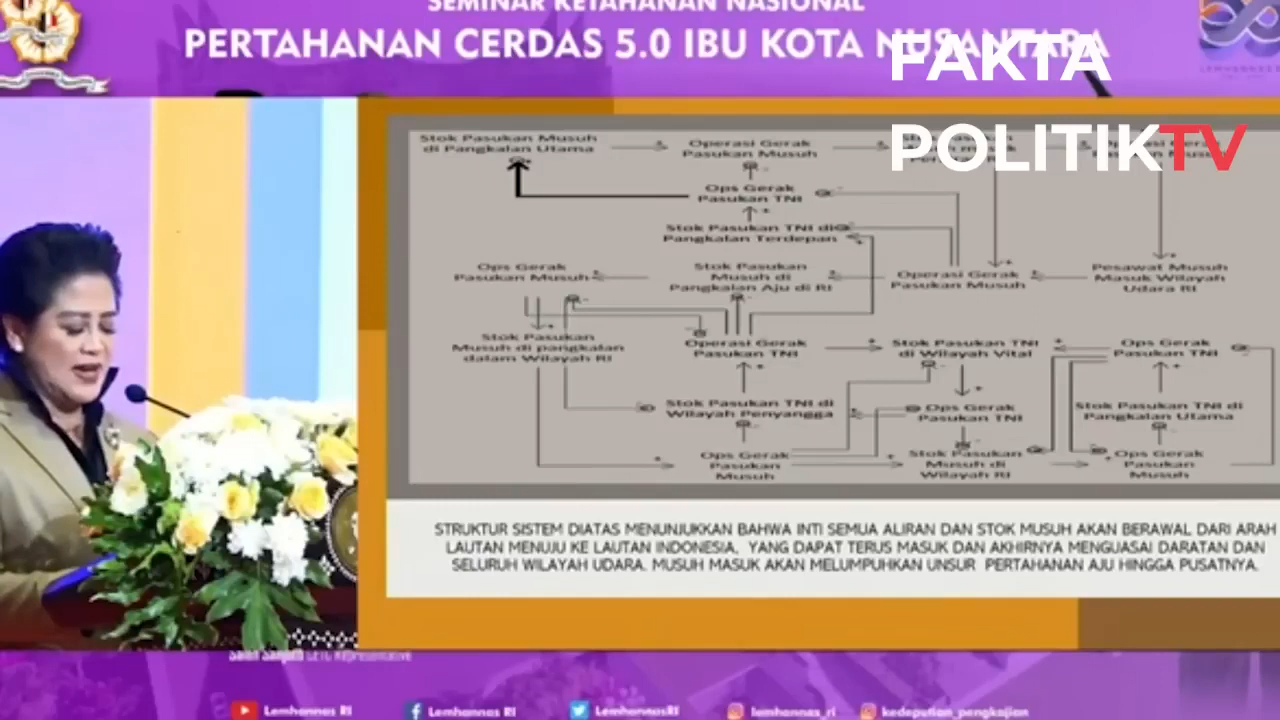 SEMINAR KETAHANAN NASIONAL
PERTAHANAN CERDAS 5.0 IBU KOTA NUSANTARA
FAKTA
POLITIKTV
Stok Pasukan Musuh
di Pangkalan Utama
Operasi Gerak
Pasukan Musuh
Ops Gerak
Pasukan TNI
Stok Pasukan TNI di
Pangkalan Terdepan
Ops Gerak
Pasukan Musuh
Stok Pasukan
Musuh di
Pangkalan Aju di RI
Operasi Gerak
Pasukan Musuh
Pesawat Musuh
Masuk Wilayah
Udara RI
Stok Pasukan
Musuh di pangkalan
dalam Wilayah RI
Operasi Gerak
Pasukan TNI
Stok Pasukan TNI
di Wilayah Vital
Ops Gerak
Pasukan TNI
Stok Pasukan TNI di
Wilayah Penyangga
Ops Gerak
Pasukan TNI
Stok Pasukan TNI di
Pangkalan Utama
Ops Gerak
Pasukan
Musuh
Stok Pasukan
Musuh di
Wilayah RI
Ops Gerak
Pasukan
Musuh
STRUKTUR SISTEM DIATAS MENUNJUKKAN BAHWA INTI SEMUA ALIRAN DAN STOK MUSUH AKAN BERAWAL DARI ARAH
LAUTAN MENUJU KE LAUTAN INDONESIA, YANG DAPAT TERUS MASUK DAN AKHIRNYA MENGUASAI DARATAN DAN
SELURUH WILAYAH UDARA. MUSUH MASUK AKAN MELUMPUHKAN UNSUR PERTAHANAN AJU HINGGA PUSATNYA.
Lemhannas RI
Lemhannas RI
LemhannasRI
lemhannas_ri
kedeputian_pengkajian